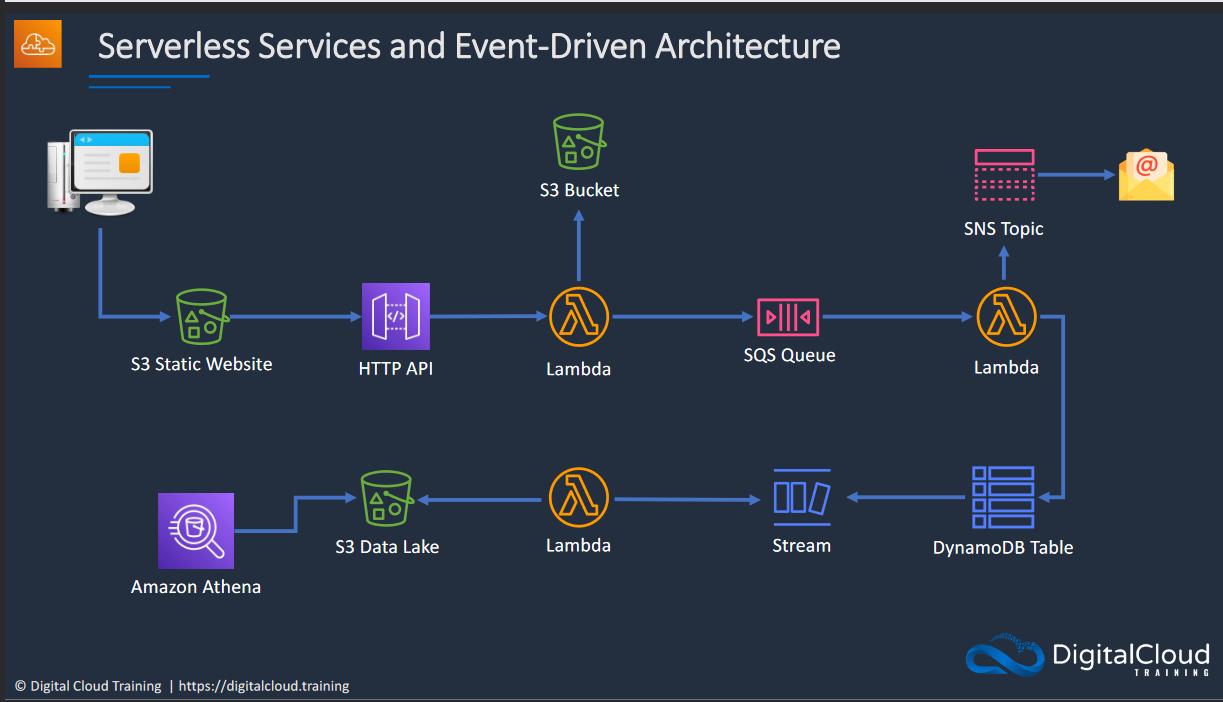 Serverless Services and Event-Driven Architecture
S3 Bucket
@
SNS Topic
S3 Static Website
</>
HTTP API
Lambda
SQS Queue
Lambda
Amazon Athena
S3 Data Lake
Lambda
Stream
DynamoDB Table
DigitalCloud
TRAINING
© Digital Cloud Training | https://digitalcloud.training